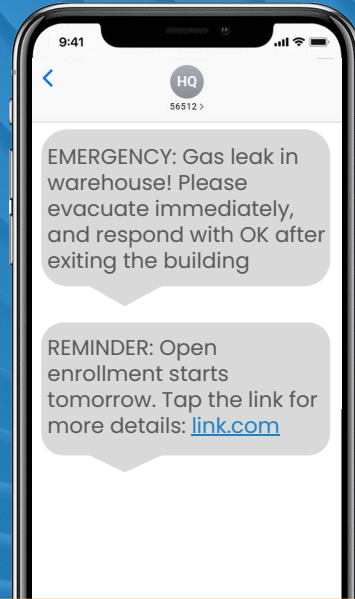 9:41
HQ
56512 >
EMERGENCY: Gas leak in
warehouse! Please
evacuate immediately,
and respond with OK after
exiting the building
REMINDER: Open
enrollment starts
tomorrow. Tap the link for
more details: link.com